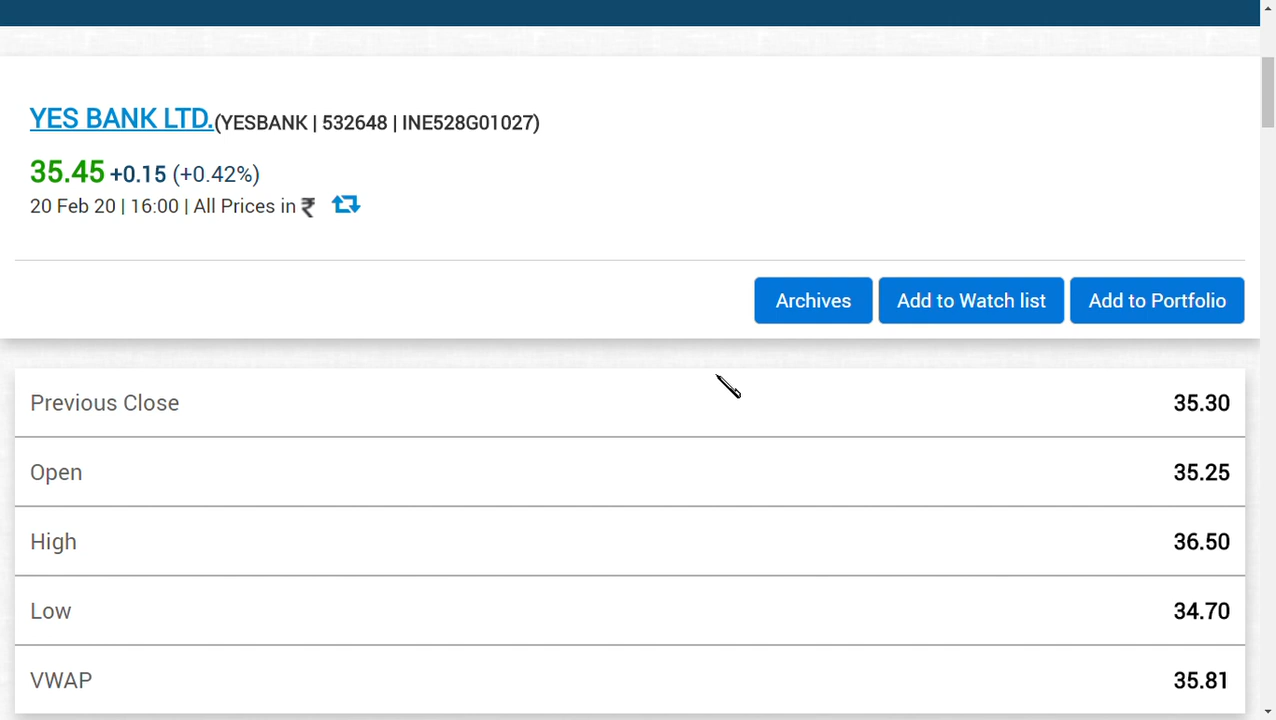 YES BANK LTD.(YESBANK | 532648 | INE528G01027)
35.45 +0.15 (+0.42%)
20 Feb 20 | 16:00 | All Prices in ₹
Archives Add to Watch list Add to Portfolio
Previous Close 35.30
Open 35.25
High 36.50
Low 34.70
VWAP 35.81